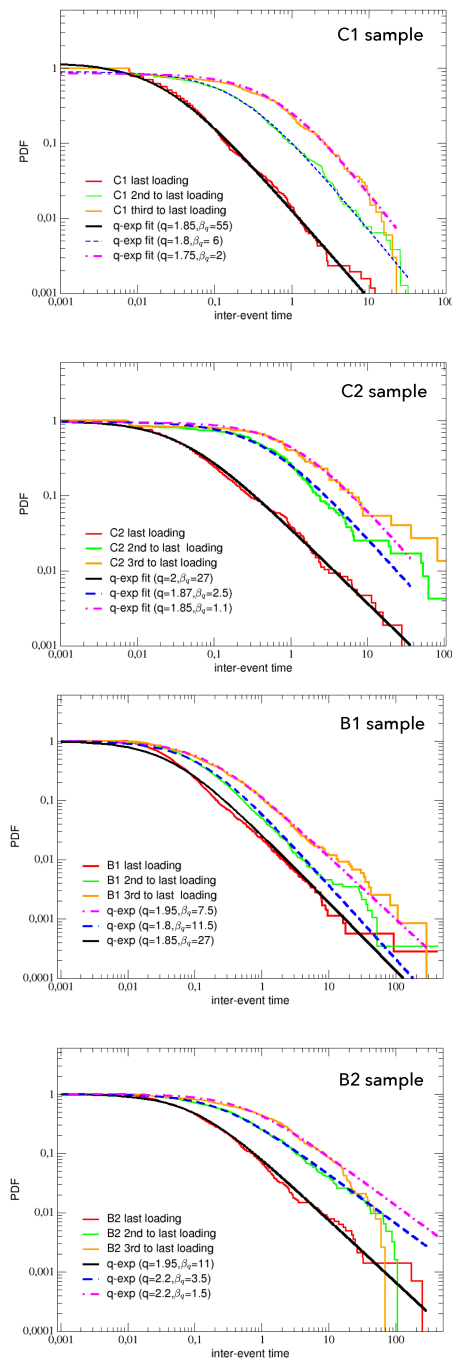 C1 sample
1
0,1
0,01
0,001
PDF
C1 last loading
C1 2nd to last loading
C1 third to last loading
q-exp fit (q=1.85,βq=55)
q-exp fit (q=1.8,βq= 6)
q-exp fit (q=1.75,βq=2)
0,001 0,01 0,1 1 10 100
inter-event time
C2 sample
1
0,1
0,01
0,001
PDF
C2 last loading
C2 2nd to last loading
C2 3rd to last loading
q-exp fit (q=2,βq=27)
q-exp fit (q=1.87,βq=2.5)
q-exp fit (q=1.85,βq=1.1)
0,001 0,01 0,1 1 10 100
inter-event time
B1 sample
1
0,1
0,01
0,001
0,0001
PDF
B1 last loading
B1 2nd to last loading
B1 3rd to last loading
q-exp (q=1.95,βq=7.5)
q-exp (q=1.8,βq=11.5)
q-exp (q=1.85,βq=27)
0,001 0,01 0,1 1 10 100
inter-event time
B2 sample
1
0,1
0,01
0,001
0,0001
PDF
B2 last loading
B2 2nd to last loading
B2 3rd to last loading
q-exp (q=1.95,βq=11)
q-exp (q=2.2,βq=3.5)
q-exp (q=2.2,βq=1.5)
0,001 0,01 0,1 1 10 100
inter-event time